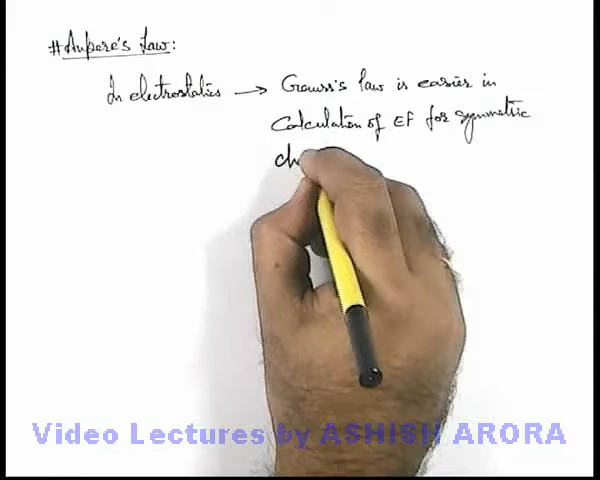 # Ampere's Law:
In electrostatics → Gauss's law is easier in
Calculation of EF for symmetric
ch
Video Lectures by ASHISH ARORA